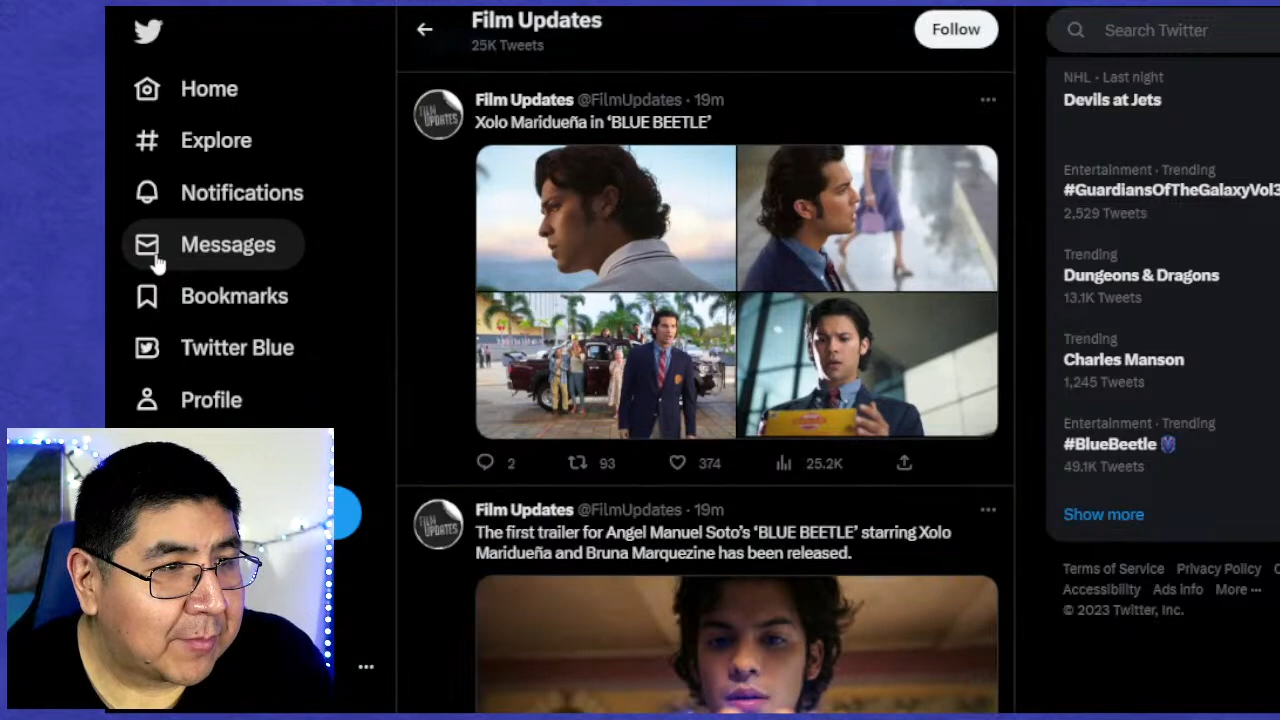 Home
Explore
Notifications
Messages
Bookmarks
Twitter Blue
Profile
Film Updates
25K Tweets
Follow
Film Updates @FilmUpdates · 19m
Xolo Maridueña in ‘BLUE BEETLE’
2
93
374
25.2K
Film Updates @FilmUpdates · 19m
The first trailer for Angel Manuel Soto’s ‘BLUE BEETLE’ starring Xolo
Maridueña and Bruna Marquezine has been released.
Search Twitter
NHL · Last night
Devils at Jets
Entertainment · Trending
#GuardiansOfTheGalaxyVol3
2,529 Tweets
Trending
Dungeons & Dragons
13.1K Tweets
Trending
Charles Manson
1,245 Tweets
Entertainment · Trending
#BlueBeetle
49.1K Tweets
Show more
Terms of Service Privacy Policy
Accessibility Ads info More ···
© 2023 Twitter, Inc.
FILM
UPDATES
FILM
UPDATES